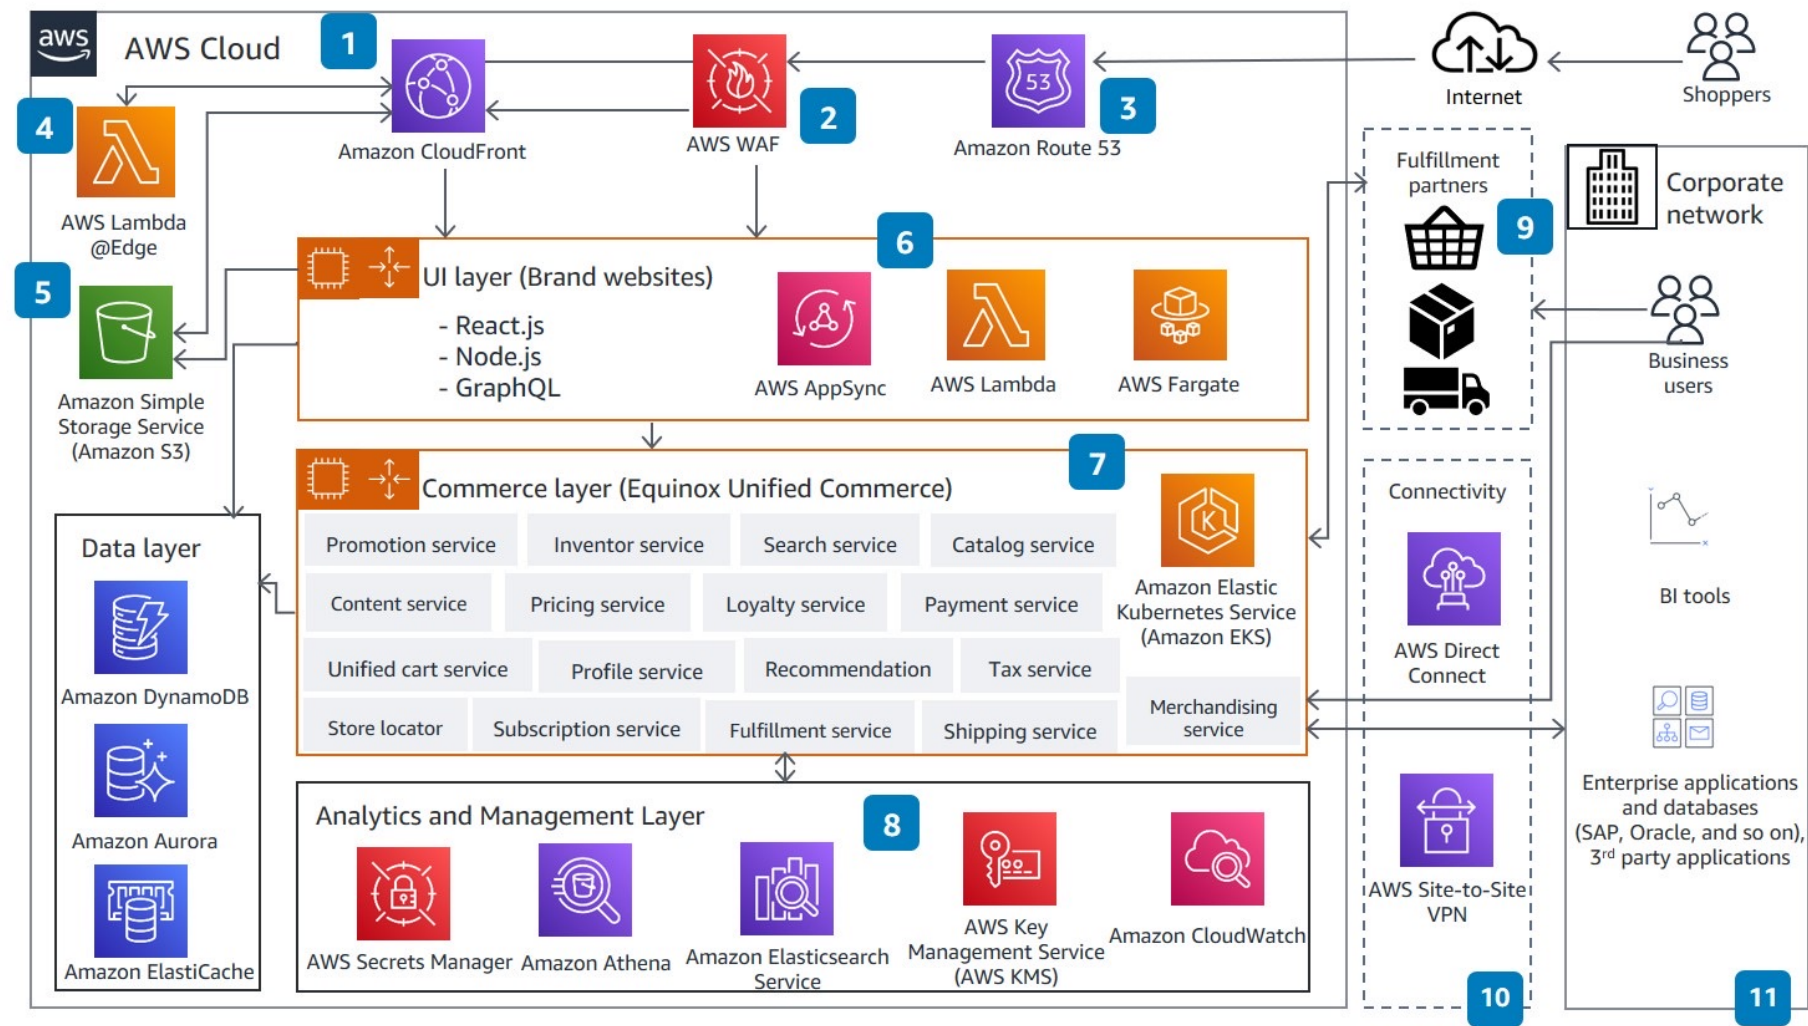 aws
AWS Cloud
1
Amazon CloudFront
AWS WAF
2
53
Amazon Route 53
3
Internet
Shoppers
4
AWS Lambda
@Edge
5
Amazon Simple
Storage Service
(Amazon S3)
UI layer (Brand websites)
- React.js
- Node.js
- GraphQL
6
AWS AppSync
AWS Lambda
AWS Fargate
Fulfillment
partners
9
Corporate
network
Business
users
Commerce layer (Equinox Unified Commerce)
7
K
Amazon Elastic
Kubernetes Service
(Amazon EKS)
Promotion service
Inventor service
Search service
Catalog service
Content service
Pricing service
Loyalty service
Payment service
Unified cart service
Profile service
Recommendation
Tax service
Store locator
Subscription service
Fulfillment service
Shipping service
Merchandising
service
Data layer
Amazon DynamoDB
Amazon Aurora
Amazon ElastiCache
Analytics and Management Layer
8
AWS Secrets Manager
Amazon Athena
Amazon Elasticsearch
Service
AWS Key
Management Service
(AWS KMS)
Amazon CloudWatch
Connectivity
AWS Direct
Connect
AWS Site-to-Site
VPN
10
BI tools
Enterprise applications
and databases
(SAP, Oracle, and so on),
3rd party applications
11